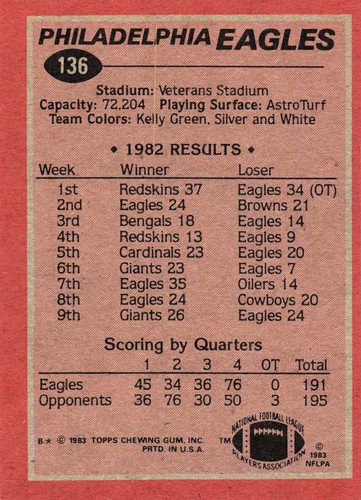 PHILADELPHIA EAGLES
136
Stadium: Veterans Stadium
Capacity: 72,204 Playing Surface: AstroTurf
Team Colors: Kelly Green, Silver and White
• 1982 RESULTS •
Week Winner Loser
1st Redskins 37 Eagles 34 (OT)
2nd Eagles 24 Browns 21
3rd Bengals 18 Eagles 14
4th Redskins 13 Eagles 9
5th Cardinals 23 Eagles 20
6th Giants 23 Eagles 7
7th Eagles 35 Oilers 14
8th Eagles 24 Cowboys 20
9th Giants 26 Eagles 24
Scoring by Quarters
1 2 3 4 OT Total
Eagles 45 34 36 76 0 191
Opponents 36 76 30 50 3 195
B* © 1983 TOPPS CHEWING GUM, INC.
PRTD. IN U.S.A.
TM
NATIONAL FOOTBALL LEAGUE
PLAYERS ASSOCIATION
© 1983
NFLPA